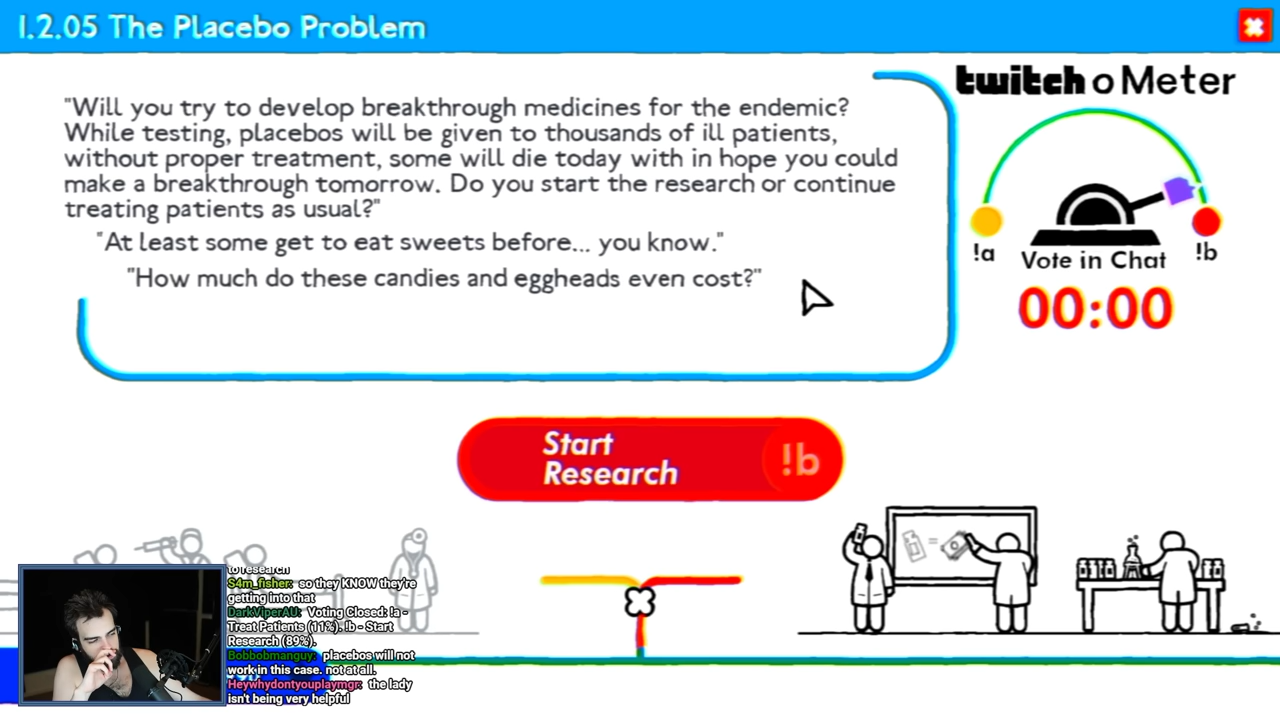 1.2.05 The Placebo Problem
"Will you try to develop breakthrough medicines for the endemic?
While testing, placebos will be given to thousands of ill patients,
without proper treatment, some will die today with in hope you could
make a breakthrough tomorrow. Do you start the research or continue
treating patients as usual?"
"At least some get to eat sweets before... you know."
"How much do these candies and eggheads even cost?"
twitch o Meter
!a
Vote in Chat
!b
00:00
Start
Research
!b
to research
S4m_fisher: so they KNOW they're
getting into that
DarkViperAU: Voting Closed: !a -
Treat Patients (11%). !b - Start
Research (89%).
Bobbobmanguy: placebos will not
work in this case. not at all.
Heywhydontyouplaymgr: the lady
isn't being very helpful